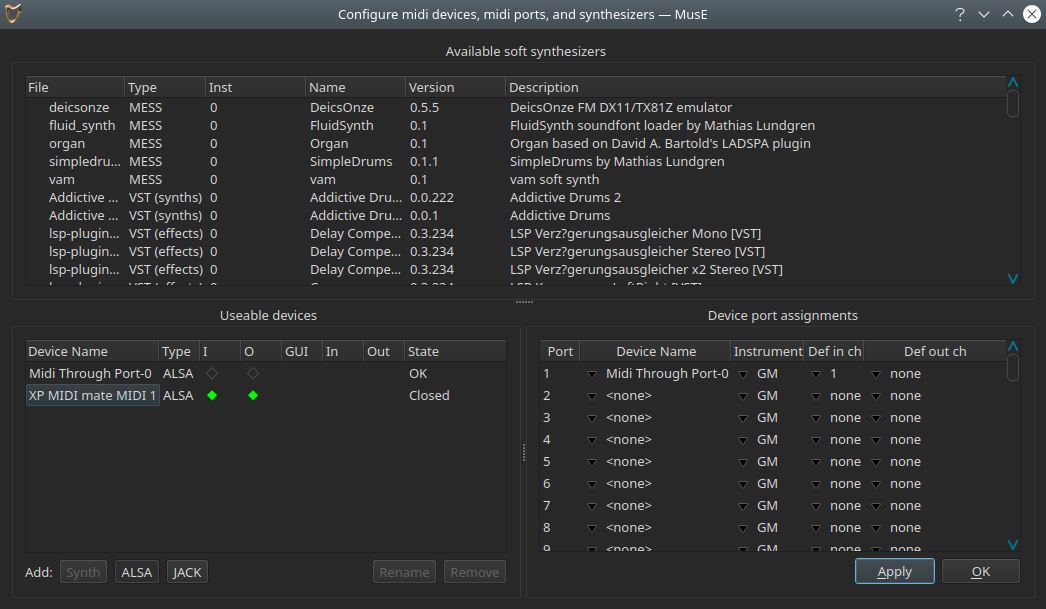 Configure midi devices, midi ports, and synthesizers — MusE
Available soft synthesizers
File Type Inst Name Version Description
deicsonze MESS 0 DeicsOnze 0.5.5 DeicsOnze FM DX11/TX81Z emulator
fluid_synth MESS 0 FluidSynth 0.1 FluidSynth soundfont loader by Mathias Lundgren
organ MESS 0 Organ 0.1 Organ based on David A. Bartold's LADSPA plugin
simpledru... MESS 0 SimpleDrums 0.1.1 SimpleDrums by Mathias Lundgren
vam MESS 0 vam 0.1 vam soft synth
Addictive ... VST (synths) 0 Addictive Dru... 0.0.222 Addictive Drums 2
Addictive ... VST (synths) 0 Addictive Dru... 0.0.1 Addictive Drums
lsp-plugin... VST (effects) 0 Delay Compe... 0.3.234 LSP Verz?gerungsausgleicher Mono [VST]
lsp-plugin... VST (effects) 0 Delay Compe... 0.3.234 LSP Verz?gerungsausgleicher Stereo [VST]
lsp-plugin... VST (effects) 0 Delay Compe... 0.3.234 LSP Verz?gerungsausgleicher x2 Stereo [VST]
Useable devices
Device Name Type I O GUI In Out State
Midi Through Port-0 ALSA OK
XP MIDI mate MIDI 1 ALSA Closed
Add: Synth ALSA JACK Rename Remove
Device port assignments
Port Device Name Instrument Def in ch Def out ch
1 Midi Through Port-0 GM 1 none
2 <none> GM none none
3 <none> GM none none
4 <none> GM none none
5 <none> GM none none
6 <none> GM none none
7 <none> GM none none
8 <none> GM none none
9 <none> GM none none
Apply OK